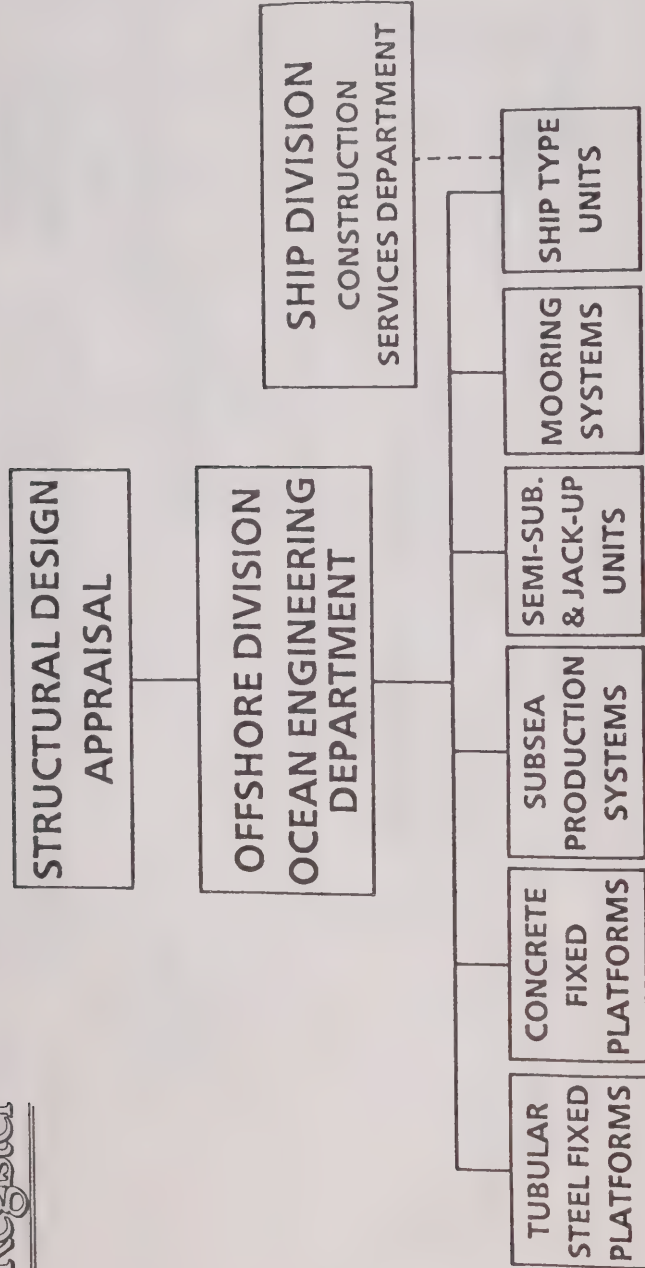 Register
STRUCTURAL DESIGN
APPRAISAL
OFFSHORE DIVISION
OCEAN ENGINEERING
DEPARTMENT
SHIP DIVISION
CONSTRUCTION
SERVICES DEPARTMENT
TUBULAR
STEEL FIXED
PLATFORMS
CONCRETE
FIXED
PLATFORMS
SUBSEA
PRODUCTION
SYSTEMS
SEMI-SUB.
& JACK-UP
UNITS
MOORING
SYSTEMS
SHIP TYPE
UNITS